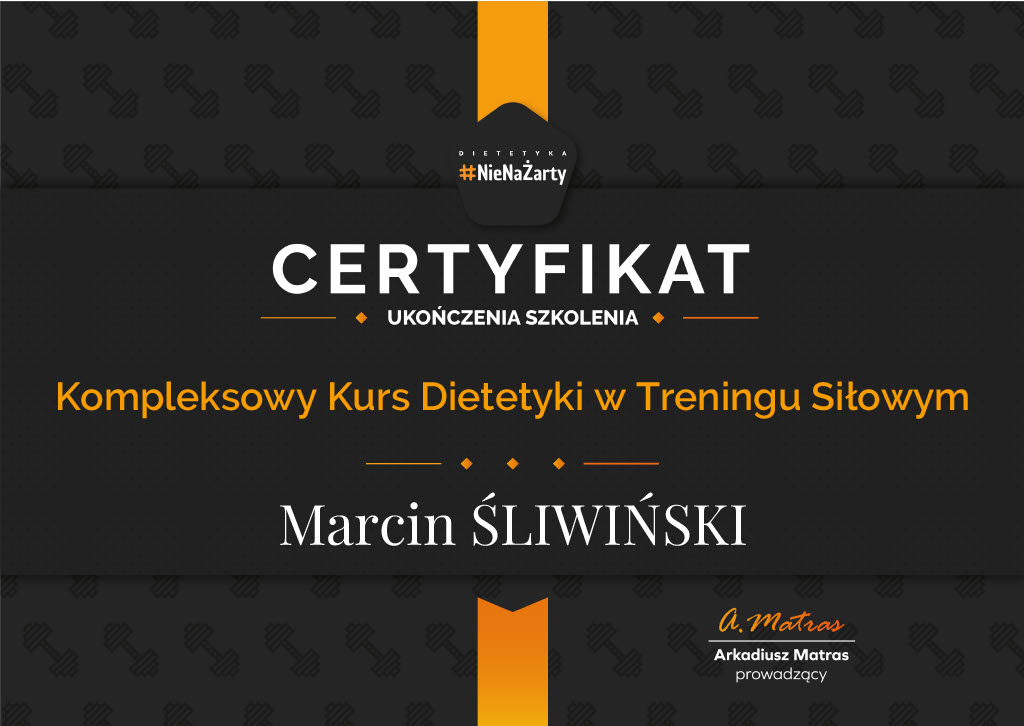 DIETETYKA
#NieNaŻarty
CERTYFIKAT
UKOŃCZENIA SZKOLENIA
Kompleksowy Kurs Dietetyki w Treningu Siłowym
Marcin ŚLIWIŃSKI
A. Matras
Arkadiusz Matras
prowadzący